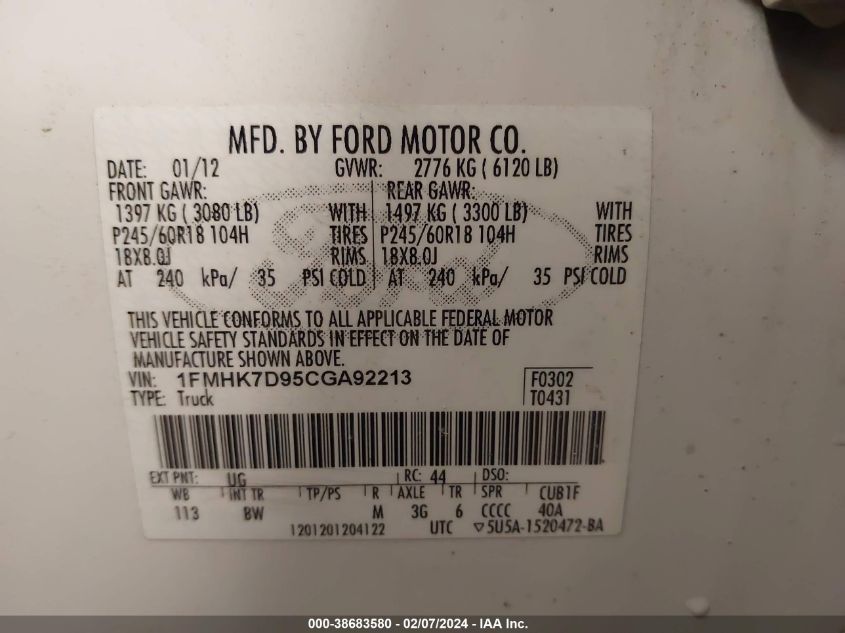 MFD. BY FORD MOTOR CO.
DATE: 01/12 GVWR: 2776 KG ( 6120 LB)
FRONT GAWR: REAR GAWR:
1397 KG ( 3080 LB) WITH 1497 KG ( 3300 LB) WITH
P245/60R18 104H TIRES P245/60R18 104H TIRES
18X8.0J RIMS 18X8.0J RIMS
AT 240 kPa/ 35 PSI COLD AT 240 kPa/ 35 PSI COLD
THIS VEHICLE CONFORMS TO ALL APPLICABLE FEDERAL MOTOR
VEHICLE SAFETY STANDARDS IN EFFECT ON THE DATE OF
MANUFACTURE SHOWN ABOVE.
VIN: 1FMHK7D95CGA92213 F0302
TYPE: Truck T0431
EXT PNT: UG RC: 44 DSO:
WB INT TR TP/PS R AXLE TR SPR CUB1F
113 BW M 3G 6 CCCC 40A
1201201204122 UTC ▽5U5A-1520472-BA
Ford
000-38683580 - 02/07/2024 - IAA Inc.